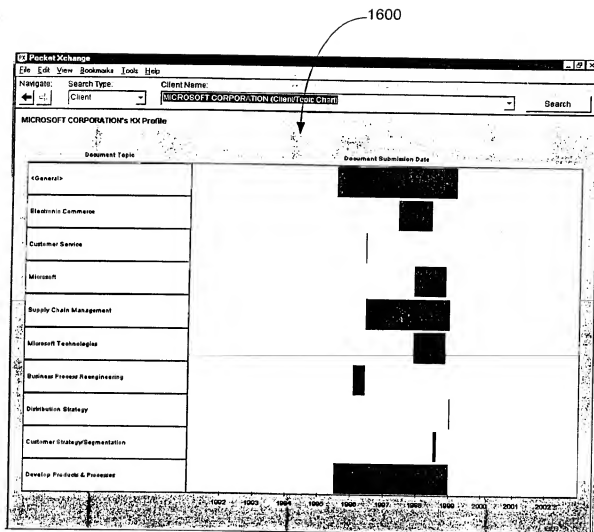 1600
Pocket Xchange
File Edit View Bookmarks Tools Help
Navigate: Search Type: Client Name:
Client MICROSOFT CORPORATION (Client/Topic Chart) Search
MICROSOFT CORPORATION's KX Profile
Document Topic Document Submission Date
<General>
Electronic Commerce
Customer Service
Microsoft
Supply Chain Management
Microsoft Technologies
Business Process Reengineering
Distribution Strategy
Customer Strategy/Segmentation
Develop Products & Processes
1992 1993 1994 1995 1996 1997 1998 1999 2000 2001 2002